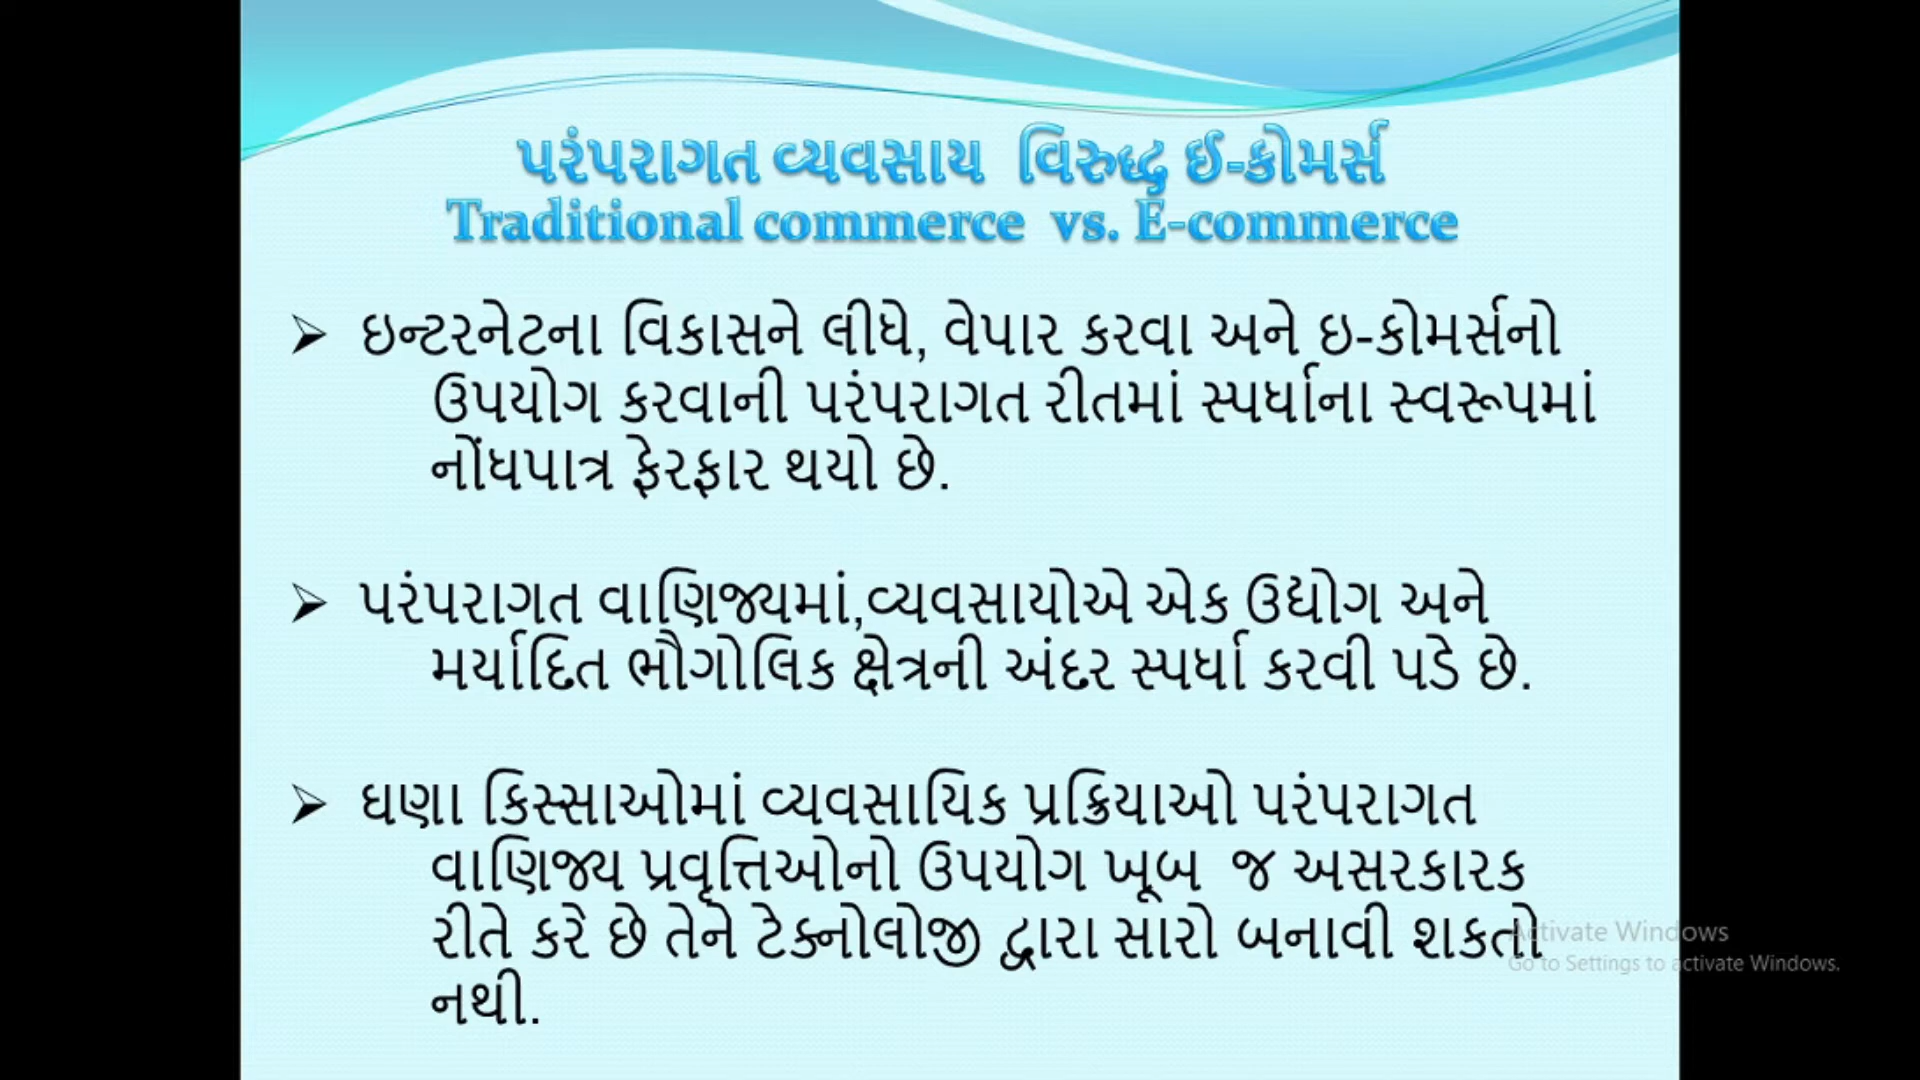 પરંપરાગત વ્યવસાય વિરુદ્ધ ઈ-કોમર્સ
Traditional commerce vs. E-commerce
➢ ઇન્ટરનેટના વિકાસને લીધે, વેપાર કરવા અને ઇ-કોમર્સનો
ઉપયોગ કરવાની પરંપરાગત રીતમાં સ્પર્ધાના સ્વરૂપમાં
નોંધપાત્ર ફેરફાર થયો છે.
➢ પરંપરાગત વાણિજ્યમાં,વ્યવસાયોએ એક ઉદ્યોગ અને
મર્યાદિત ભૌગોલિક ક્ષેત્રની અંદર સ્પર્ધા કરવી પડે છે.
➢ ઘણા કિસ્સાઓમાં વ્યવસાયિક પ્રક્રિયાઓ પરંપરાગત
વાણિજ્ય પ્રવૃત્તિઓનો ઉપયોગ ખૂબ જ અસરકારક
રીતે કરે છે તેને ટેક્નોલોજી દ્વારા સારો બનાવી શકતો
નથી.
Activate Windows
Go to Settings to activate Windows.